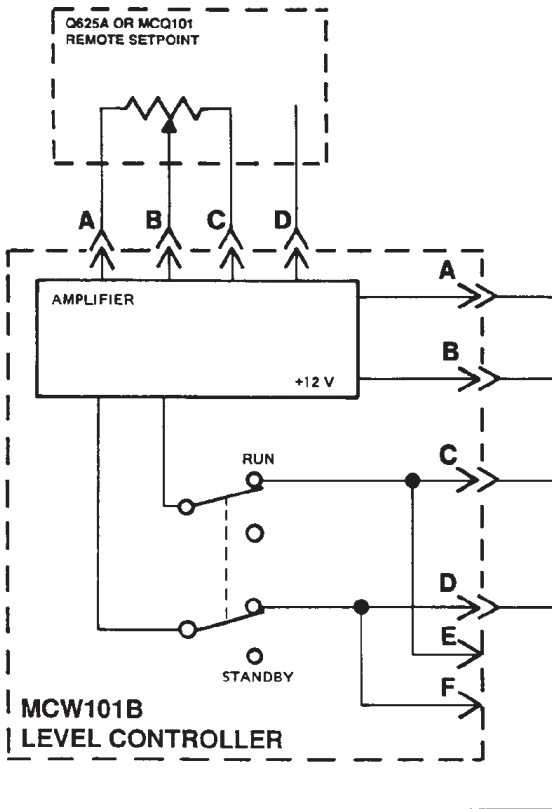 Q625A OR MCQ101
REMOTE SETPOINT
A B C D
AMPLIFIER
A
B
+12 V
RUN
C
D
E
STANDBY
F
MCW101B
LEVEL CONTROLLER